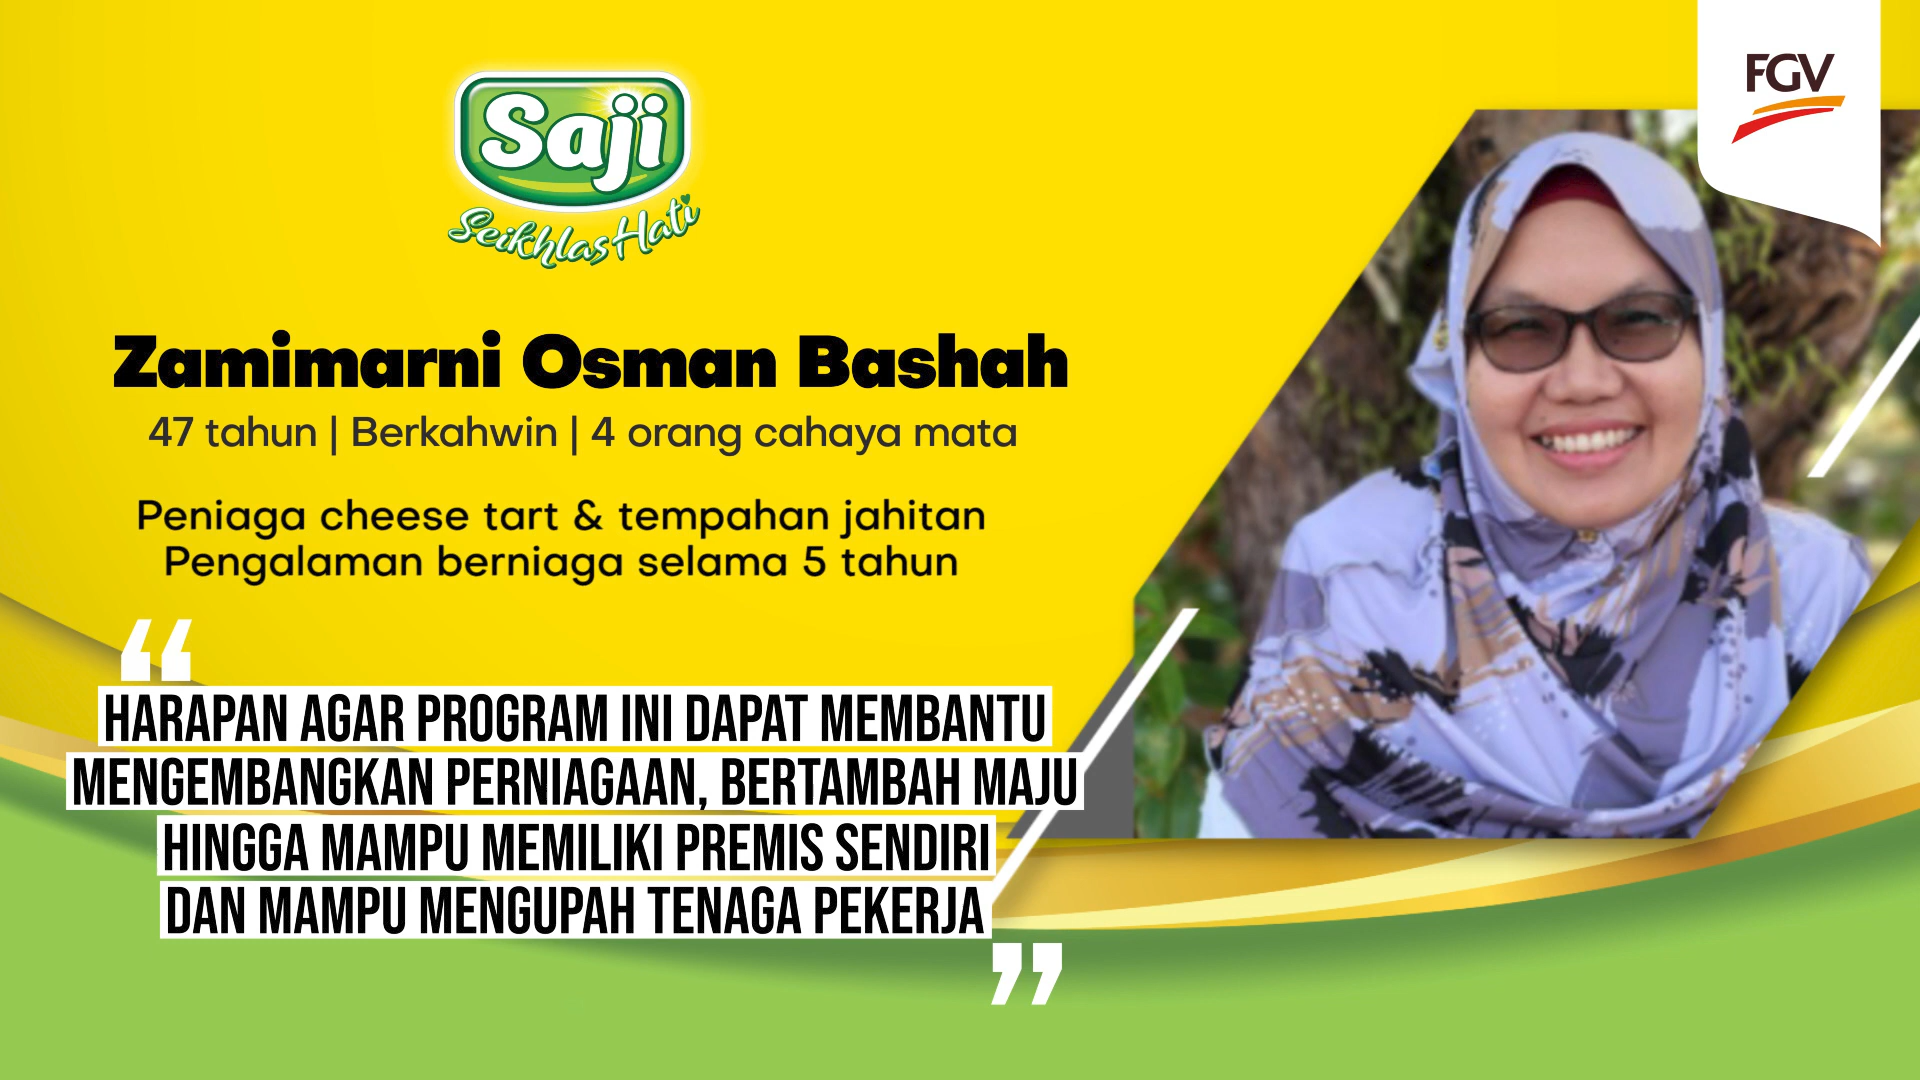 FGV
Saji
Seikhlas Hati
Zamimarni Osman Bashah
47 tahun | Berkahwin | 4 orang cahaya mata
Peniaga cheese tart & tempahan jahitan
Pengalaman berniaga selama 5 tahun
“
HARAPAN AGAR PROGRAM INI DAPAT MEMBANTU
MENGEMBANGKAN PERNIAGAAN, BERTAMBAH MAJU
HINGGA MAMPU MEMILIKI PREMIS SENDIRI
DAN MAMPU MENGUPAH TENAGA PEKERJA
”